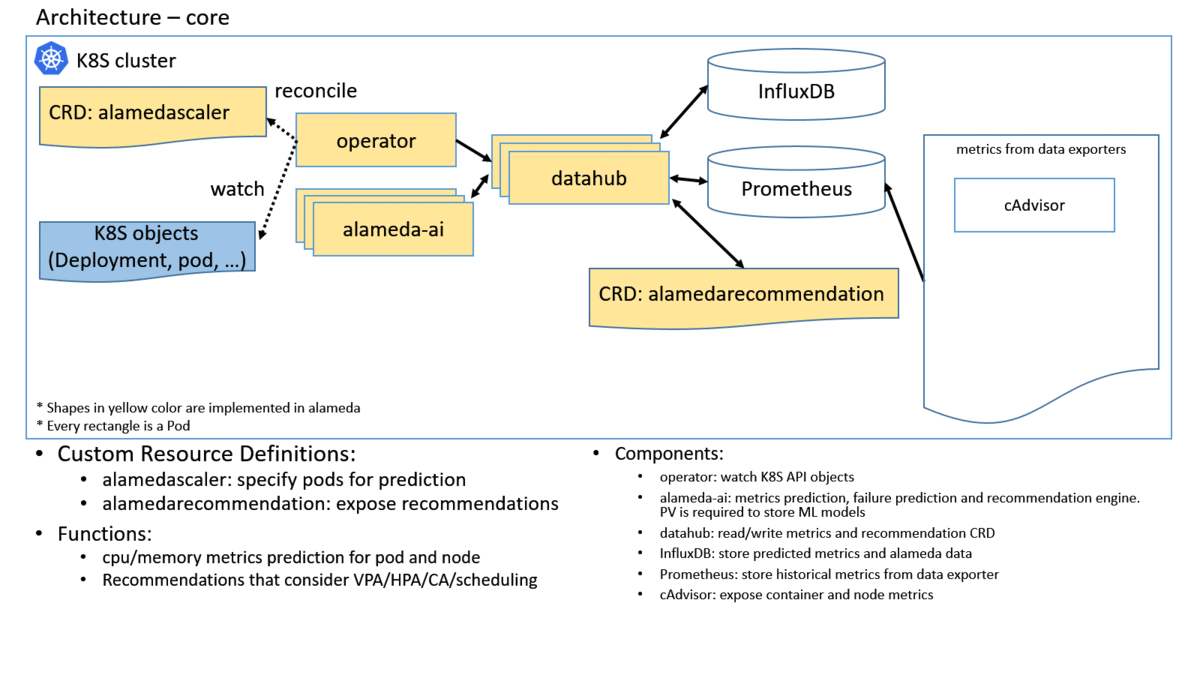 Architecture – core
K8S cluster
CRD: alamedascaler
reconcile
operator
watch
alameda-ai
K8S objects
(Deployment, pod, …)
datahub
InfluxDB
Prometheus
CRD: alamedarecommendation
metrics from data exporters
cAdvisor
* Shapes in yellow color are implemented in alameda
* Every rectangle is a Pod
• Custom Resource Definitions:
• alamedascaler: specify pods for prediction
• alamedarecommendation: expose recommendations
• Functions:
• cpu/memory metrics prediction for pod and node
• Recommendations that consider VPA/HPA/CA/scheduling
• Components:
• operator: watch K8S API objects
• alameda-ai: metrics prediction, failure prediction and recommendation engine.
PV is required to store ML models
• datahub: read/write metrics and recommendation CRD
• InfluxDB: store predicted metrics and alameda data
• Prometheus: store historical metrics from data exporter
• cAdvisor: expose container and node metrics